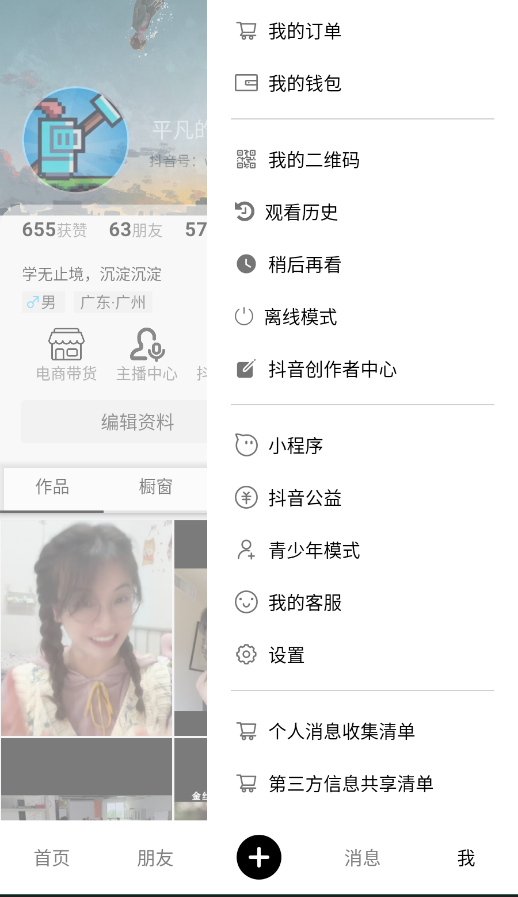 我的订单
我的钱包
我的二维码
观看历史
稍后再看
离线模式
抖音创作者中心
小程序
抖音公益
青少年模式
我的客服
设置
个人消息收集清单
第三方信息共享清单
平凡的
抖音号：
655获赞 63朋友 57
学无止境，沉淀沉淀
男 广东·广州
电商带货 主播中心 抖
编辑资料
作品 橱窗
首页 朋友 消息 我